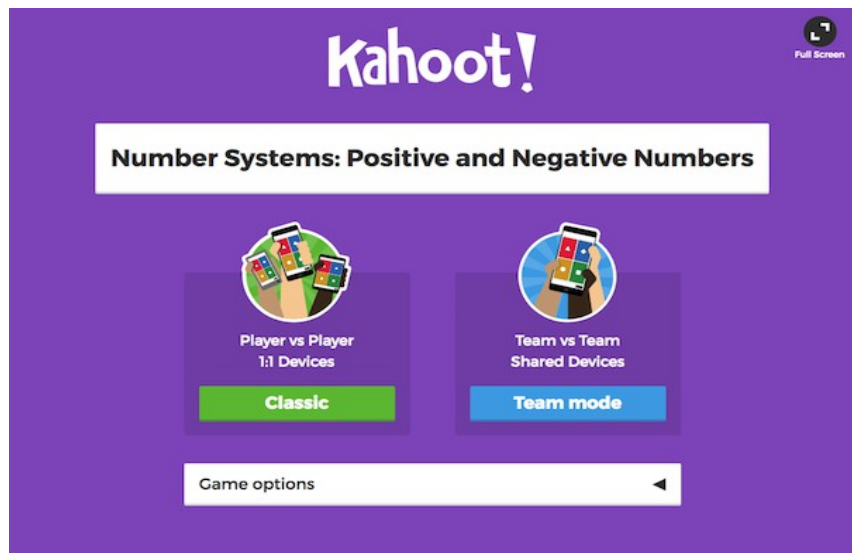 Kahoot!
Full Screen
Number Systems: Positive and Negative Numbers
Player vs Player
1:1 Devices
Classic
Team vs Team
Shared Devices
Team mode
Game options